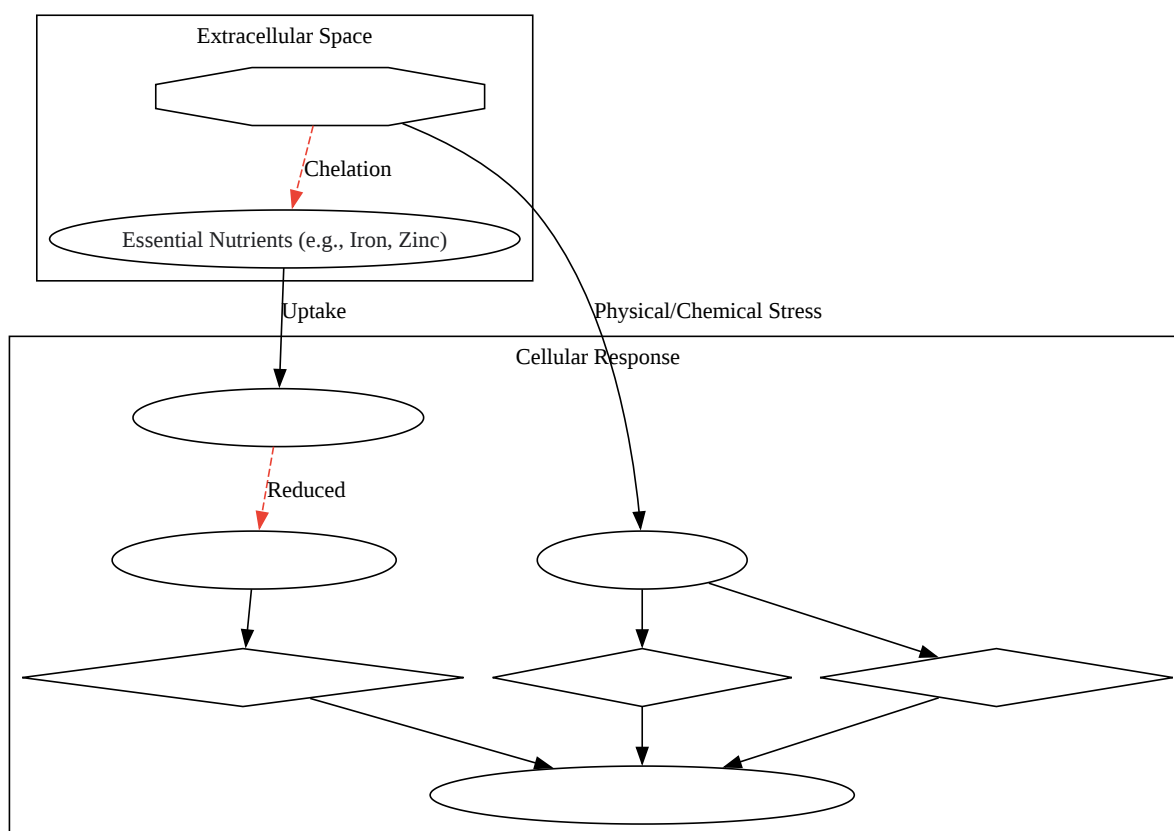 Extracellular Space
Chelation
Essential Nutrients (e.g., Iron, Zinc)
Uptake
Physical/Chemical Stress
Cellular Response
Reduced